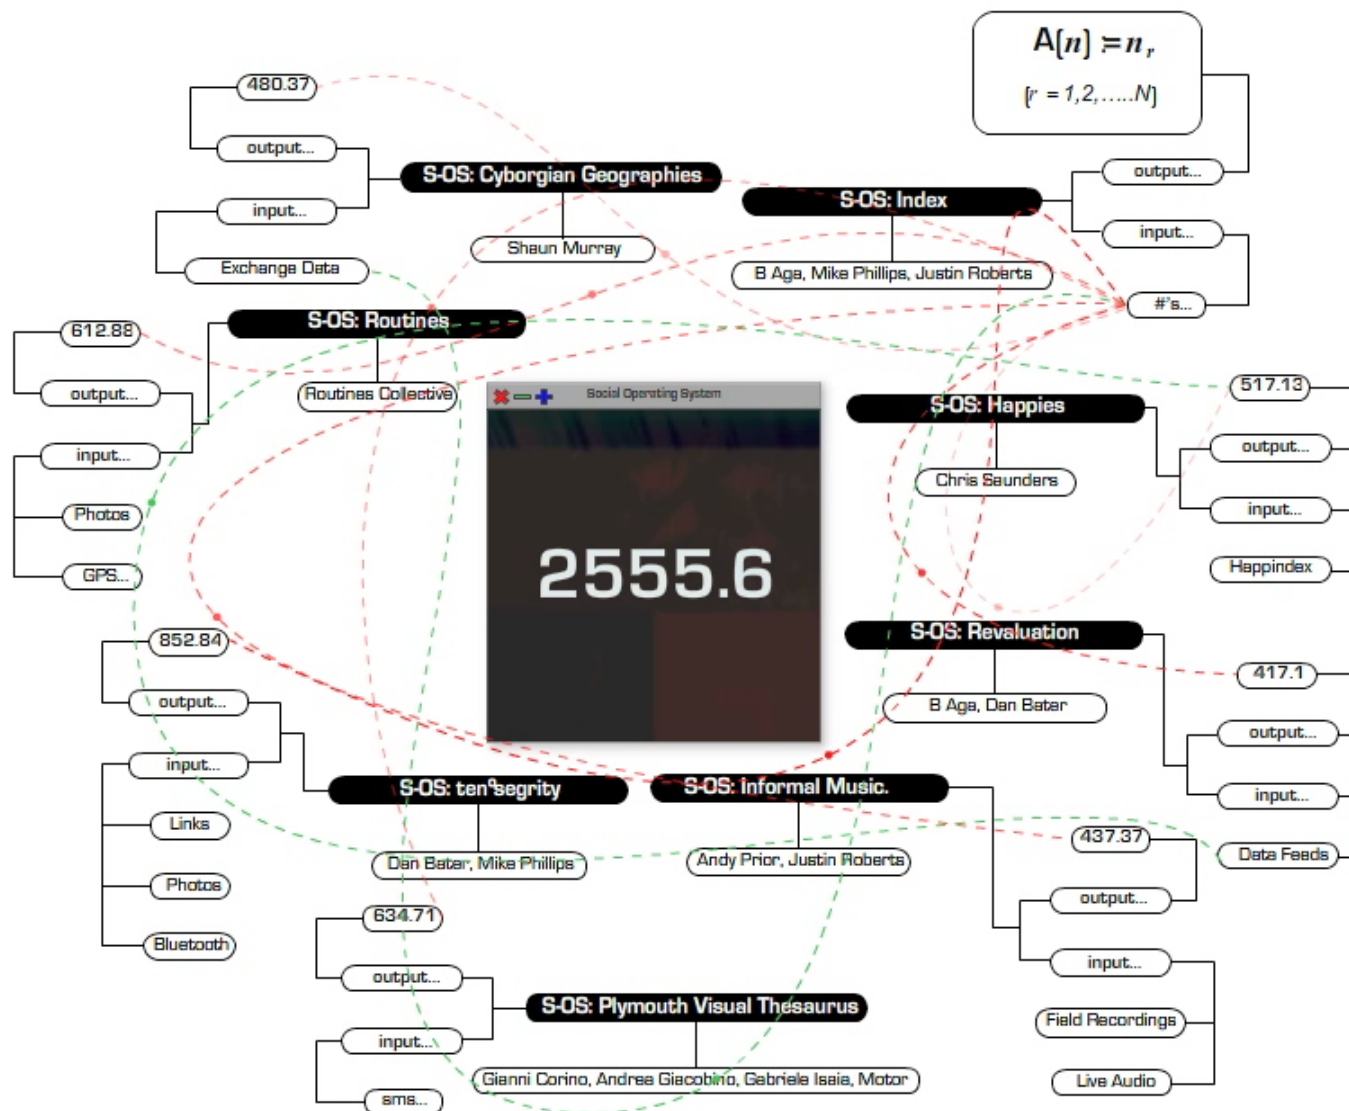 A(n) := nᵣ
(r = 1,2,.....N)
480.37
output...
S-OS: Cyborgian Geographies
output...
S-OS: Index
input...
input...
Shaun Murray
Exchange Data
B Aga, Mike Phillips, Justin Roberts
#'s...
S-OS: Routines
612.88
output...
Routines Collective
Social Operating System
517.13
S-OS: Happies
output...
input...
Chris Saunders
input...
Photos
Happindex
GPS...
2555.6
852.84
S-OS: Revaluation
417.1
output...
B Aga, Dan Bater
output...
input...
S-OS: ten°segrity
S-OS: Informal Music.
input...
Links
437.37
Data Feeds
Dan Bater, Mike Phillips
Andy Prior, Justin Roberts
Photos
output...
634.71
Bluetooth
input...
output...
S-OS: Plymouth Visual Thesaurus
Field Recordings
input...
Gianni Corino, Andrea Giacobino, Gabriele Isaia, Motor
Live Audio
sms...